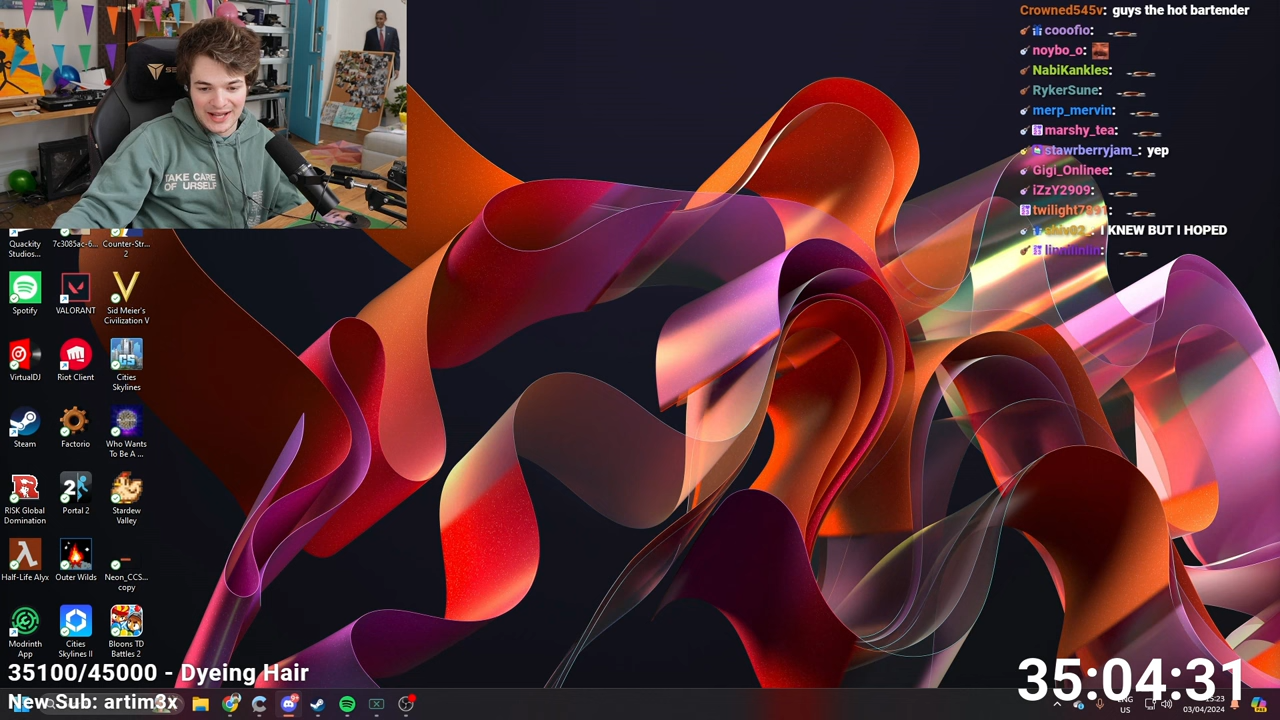 Crowned545v: guys the hot bartender
cooofio:
noybo_o:
NabiKankles:
RykerSune:
merp_mervin:
marshy_tea:
stawrberryjam_: yep
Gigi_Onlinee:
iZzY2909:
I KNEW BUT I HOPED
TAKE CARE
OF URSELF
Quackity
Studios...
7c3085ac-6...
Counter-Str...
2
Spotify
VALORANT
Sid Meier's
Civilization V
VirtualDJ
Riot Client
Cities
Skylines
Steam
Factorio
Who Wants
To Be A ...
RISK Global
Domination
Portal 2
Stardew
Valley
Half-Life Alyx
Outer Wilds
Neon_CCS...
copy
Modrinth
App
Cities
Skylines II
Bloons TD
Battles 2
35100/45000 - Dyeing Hair
New Sub: artim3x
35:04:31
ENG
US
15:23
03/04/2024